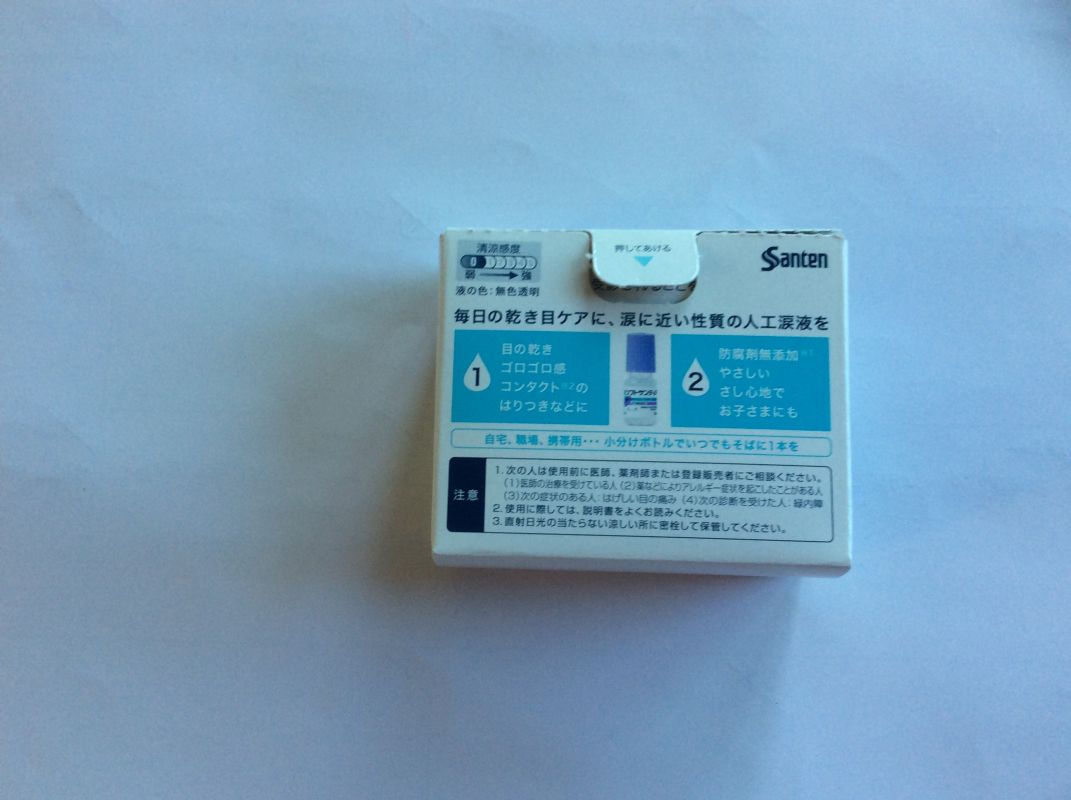 清涼感度
0
弱 → 強
液の色：無色透明
押してあける
Santen
毎日の乾き目ケアに、涙に近い性質の人工涙液を
1
目の乾き
ゴロゴロ感
コンタクト※2の
はりつきなどに
2
防腐剤無添加※1
やさしい
さし心地で
お子さまにも
自宅、職場、携帯用･･･ 小分けボトルでいつでもそばに1本を
注意
1. 次の人は使用前に医師、薬剤師または登録販売者にご相談ください。
（1）医師の治療を受けている人（2）薬などによりアレルギー症状を起こしたことがある人
（3）次の症状のある人：はげしい目の痛み（4）次の診断を受けた人：緑内障
2. 使用に際しては、説明書をよくお読みください。
3. 直射日光の当たらない涼しい所に密栓して保管してください。